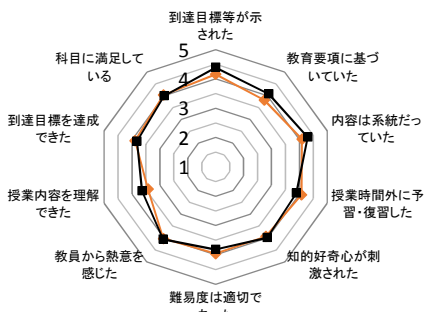 到達目標等が示
された
教育要項に基づ
いていた
内容は系統だっ
ていた
授業時間外に予
習・復習した
知的好奇心が刺
激された
難易度は適切で
教員から熱意を
感じた
授業内容を理解
できた
到達目標を達成
できた
科目に満足して
いる
5
4
3
2
1